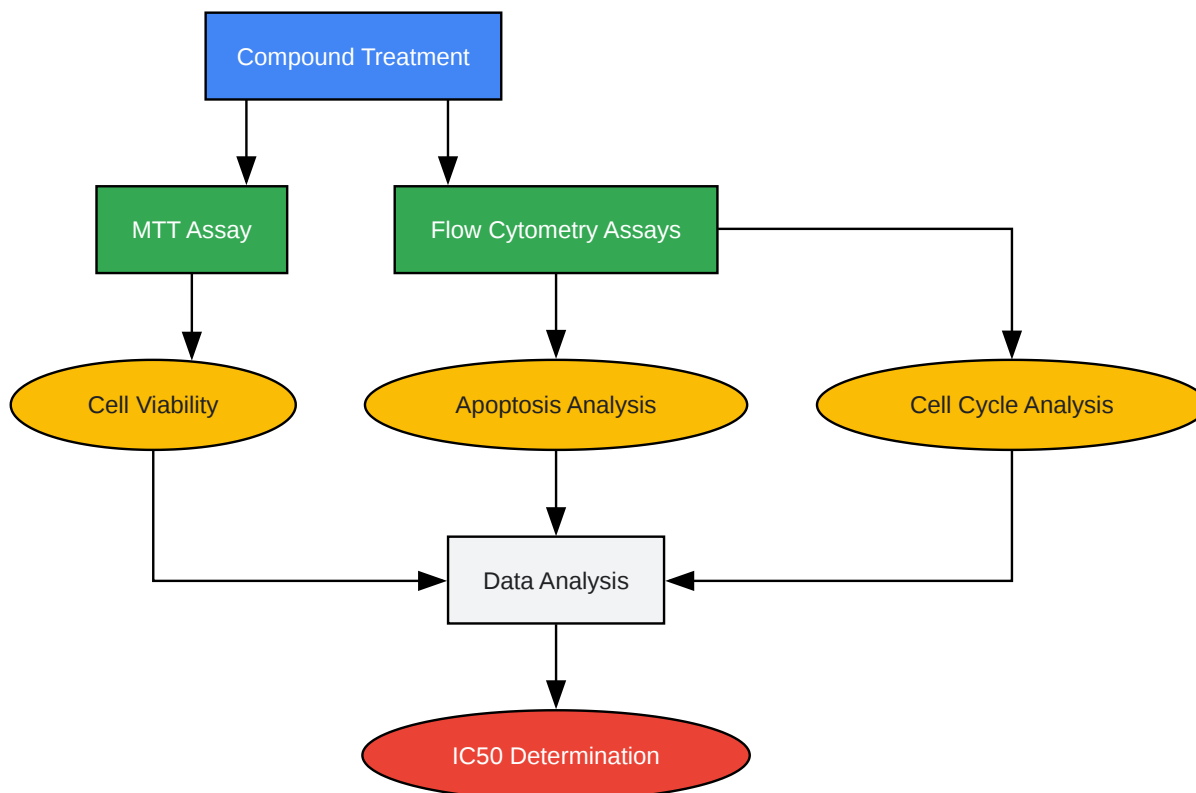 Compound Treatment
MTT Assay
Flow Cytometry Assays
Cell Viability
Apoptosis Analysis
Cell Cycle Analysis
Data Analysis
IC50 Determination